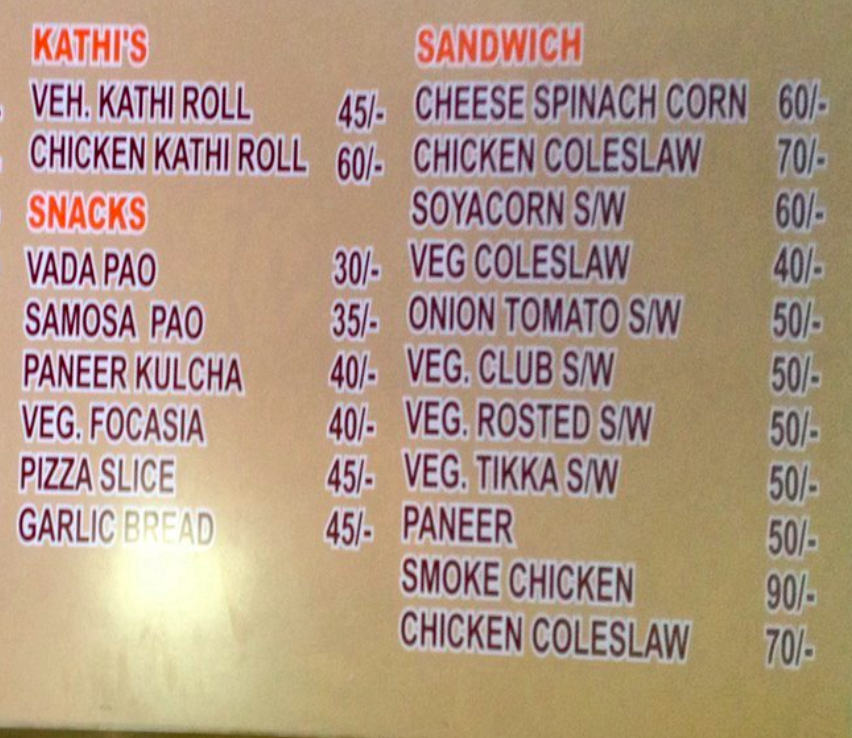 KATHI'S
VEH. KATHI ROLL 45/-
CHICKEN KATHI ROLL 60/-
SNACKS
VADA PAO 30/-
SAMOSA PAO 35/-
PANEER KULCHA 40/-
VEG. FOCASIA 40/-
PIZZA SLICE 45/-
GARLIC BREAD 45/-
SANDWICH
CHEESE SPINACH CORN 60/-
CHICKEN COLESLAW 70/-
SOYACORN S/W 60/-
VEG COLESLAW 40/-
ONION TOMATO S/W 50/-
VEG. CLUB S/W 50/-
VEG. ROSTED S/W 50/-
VEG. TIKKA S/W 50/-
PANEER 50/-
SMOKE CHICKEN 90/-
CHICKEN COLESLAW 70/-